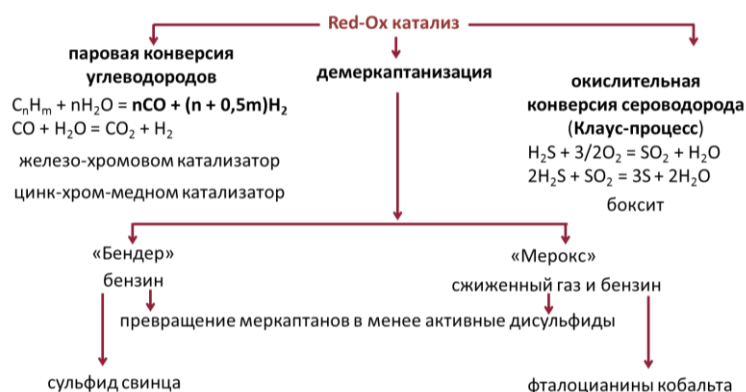 Red-Ox катализ
паровая конверсия
углеводородов
CₙHₘ + nH₂O = nCO + (n + 0,5m)H₂
CO + H₂O = CO₂ + H₂
железо-хромовом катализатор
цинк-хром-медном катализатор
демеркаптанизация
окислительная
конверсия сероводорода
(Клаус-процесс)
H₂S + 3/2O₂ = SO₂ + H₂O
2H₂S + SO₂ = 3S + 2H₂O
боксит
«Бендер»
бензин
«Мерокс»
сжиженный газ и бензин
превращение меркаптанов в менее активные дисульфиды
сульфид свинца
фталоцианины кобальта